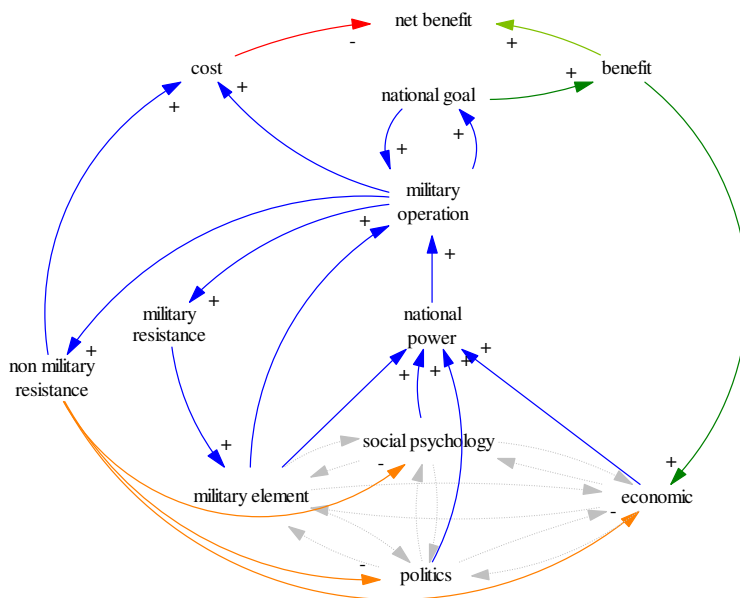 net benefit
-
+
cost
benefit
+
+
+
national goal
+
+
military
operation
+
+
military
resistance
+
national
power
+
non military
resistance
+
+
+
+
+
social psychology
-
+
military element
economic
-
-
politics